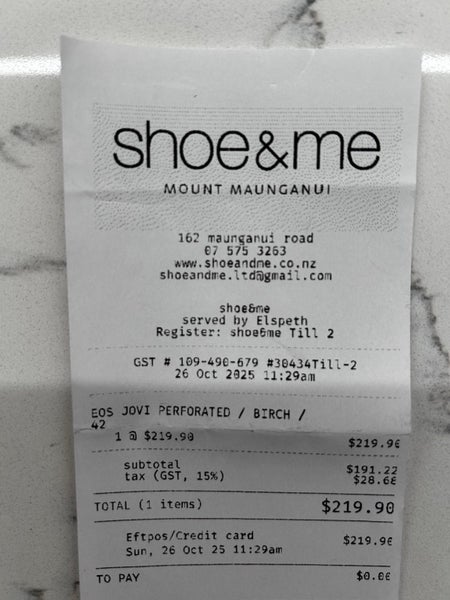 shoe&me
MOUNT MAUNGANUI
162 maunganui road
07 575 3263
www.shoeandme.co.nz
shoeandme.ltd@gmail.com
shoe&me
served by Elspeth
Register: shoe&me Till 2
GST # 109-490-679 #30434Till-2
26 Oct 2025 11:29am
EOS JOVI PERFORATED / BIRCH /
42
1 @ $219.90 $219.90
subtotal $191.22
tax (GST, 15%) $28.68
TOTAL (1 items) $219.90
Eftpos/Credit card $219.90
Sun, 26 Oct 25 11:29am
TO PAY $0.00